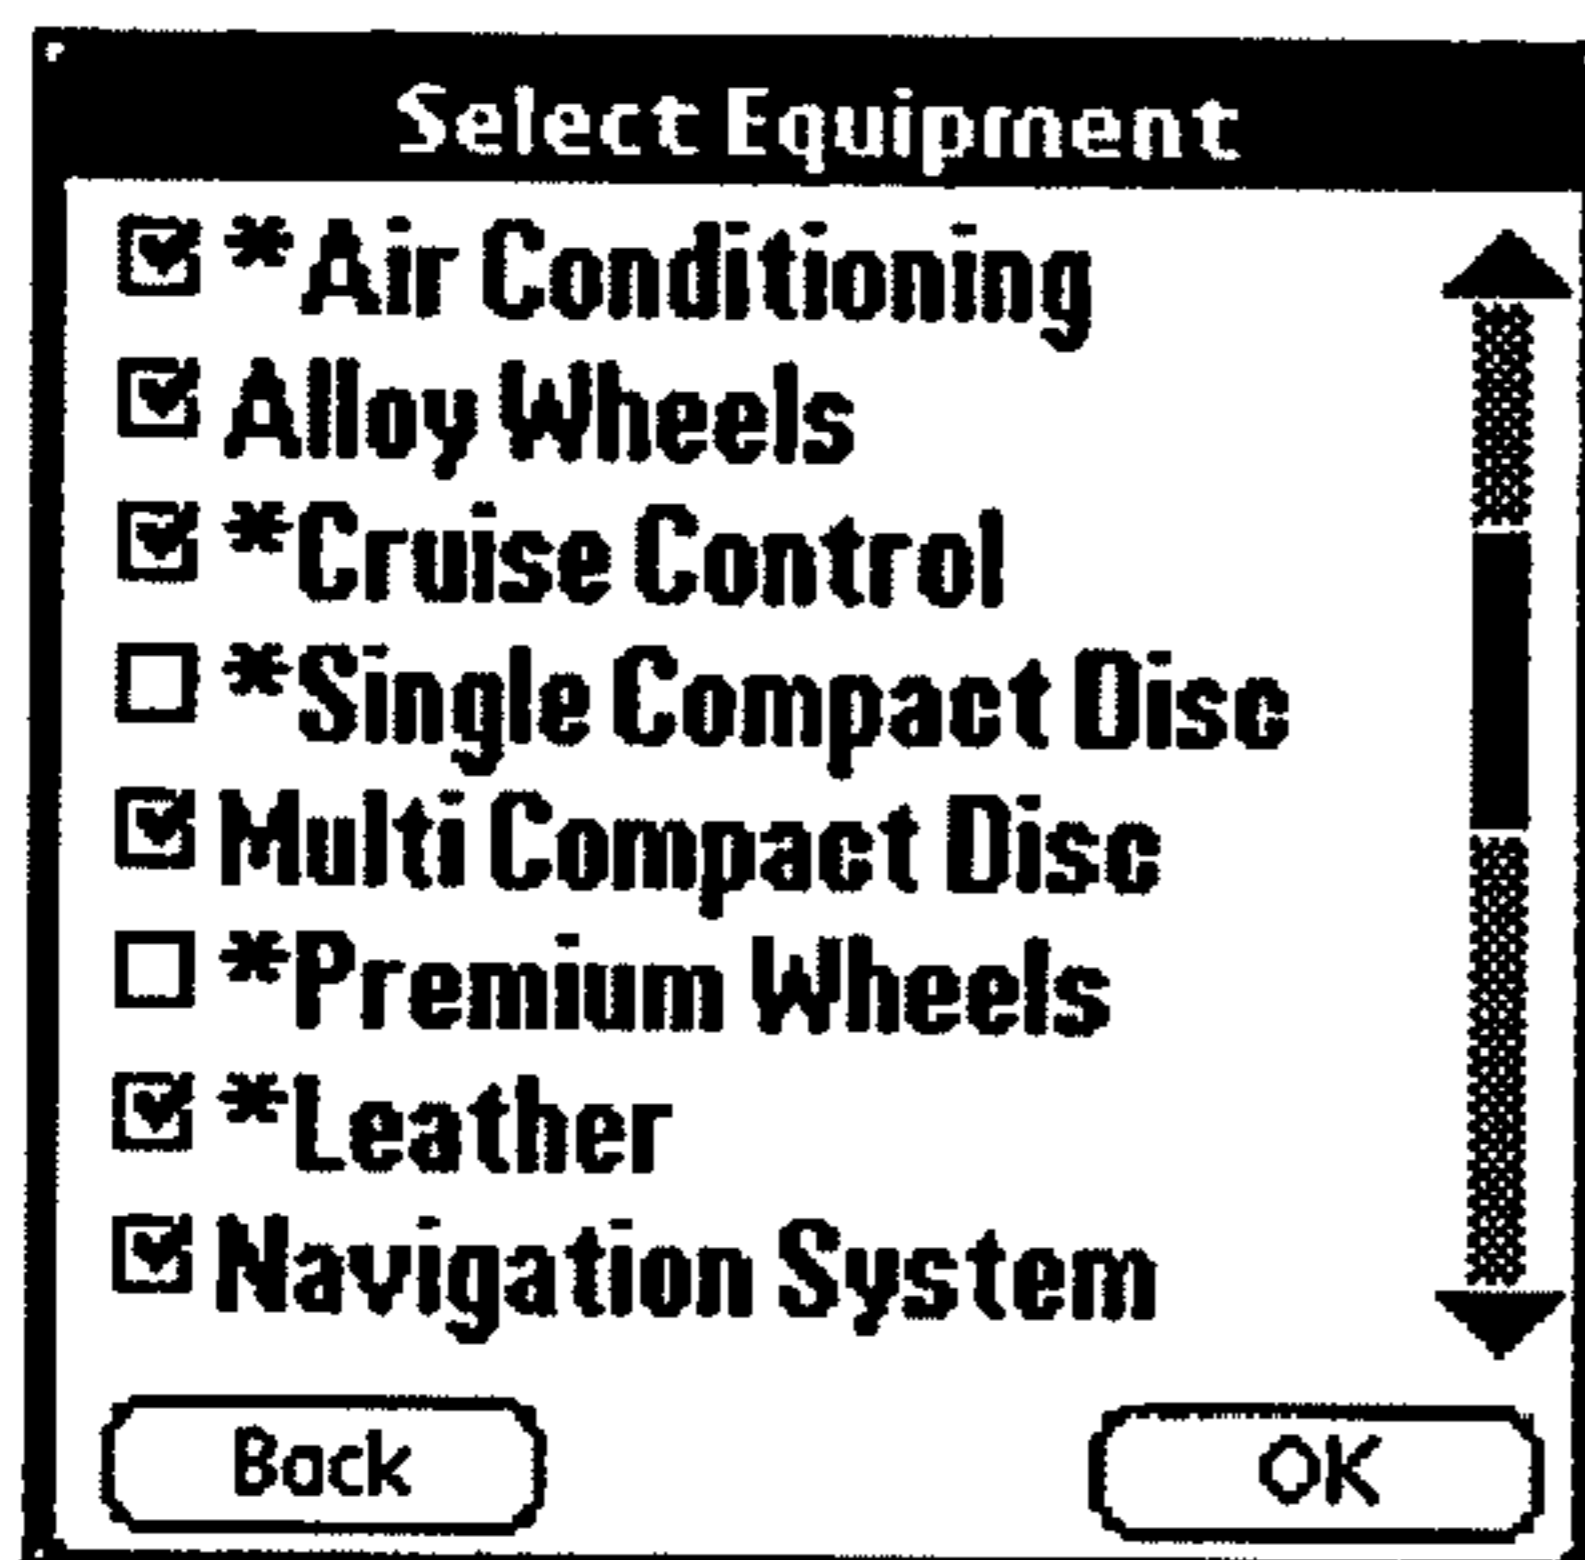 Select Equipment
*Air Conditioning
Alloy Wheels
*Cruise Control
*Single Compact Disc
Multi Compact Disc
*Premium Wheels
*Leather
Navigation System
Back
OK